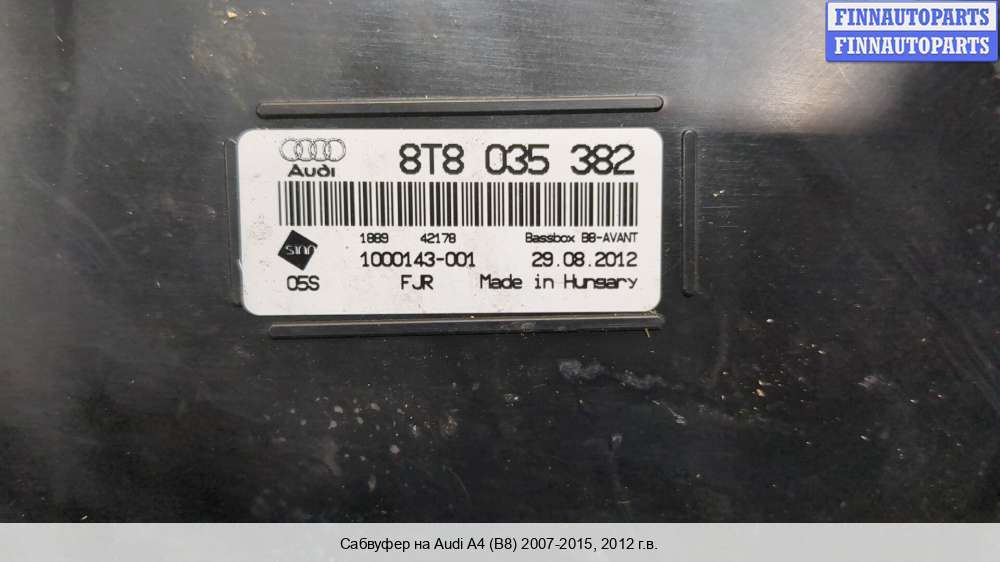 FINNAUTOPARTS
FINNAUTOPARTS
8T8 035 382
Audi
1889 42178 Bassbox B8-AVANT
1000143-001 29.08.2012
05S FJR Made in Hungary
Сабвуфер на Audi A4 (B8) 2007-2015, 2012 г.в.